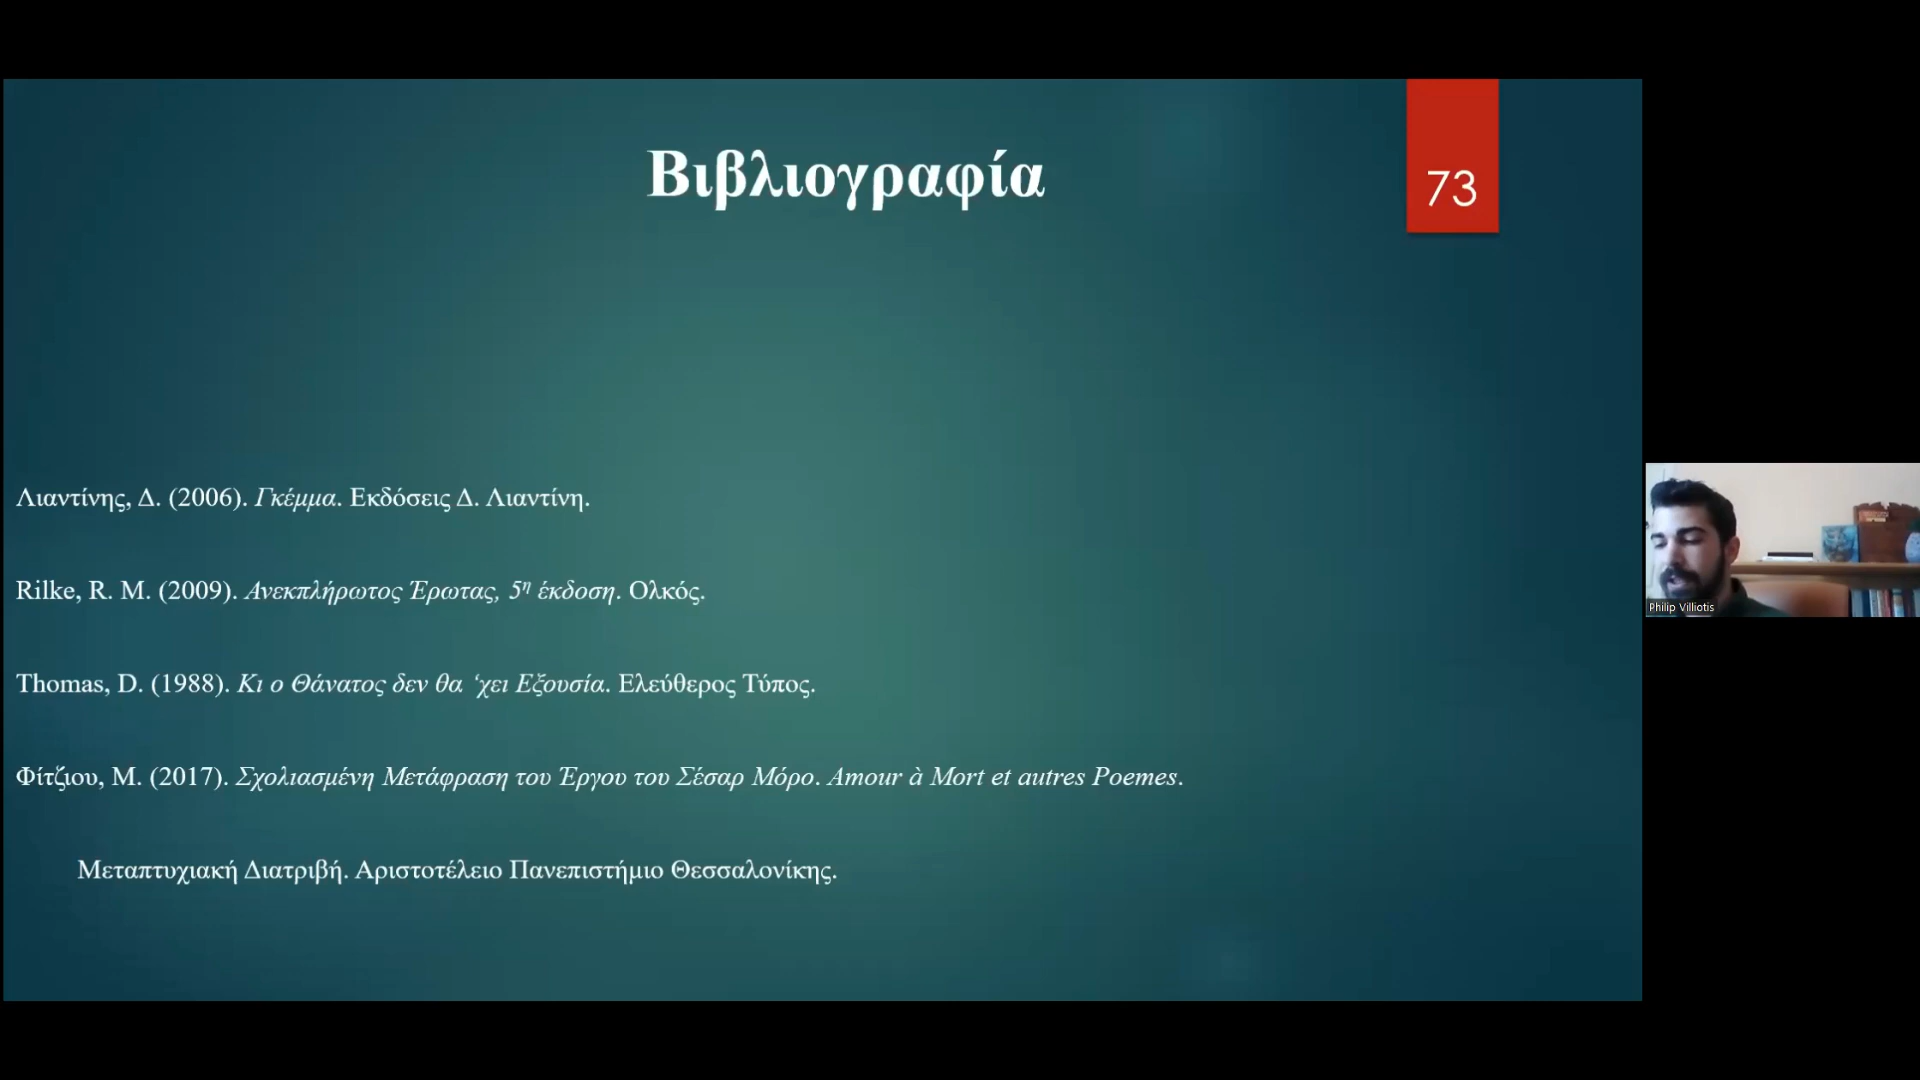 Βιβλιογραφία
73
Λιαντίνης, Δ. (2006). Γκέμμα. Εκδόσεις Δ. Λιαντίνη.
Rilke, R. M. (2009). Ανεκπλήρωτος Έρωτας, 5η έκδοση. Ολκός.
Thomas, D. (1988). Κι ο Θάνατος δεν θα ‘χει Εξουσία. Ελεύθερος Τύπος.
Φίτζιου, Μ. (2017). Σχολιασμένη Μετάφραση του Έργου του Σέσαρ Μόρο. Amour à Mort et autres Poemes.
Μεταπτυχιακή Διατριβή. Αριστοτέλειο Πανεπιστήμιο Θεσσαλονίκης.
Philip Villiotis